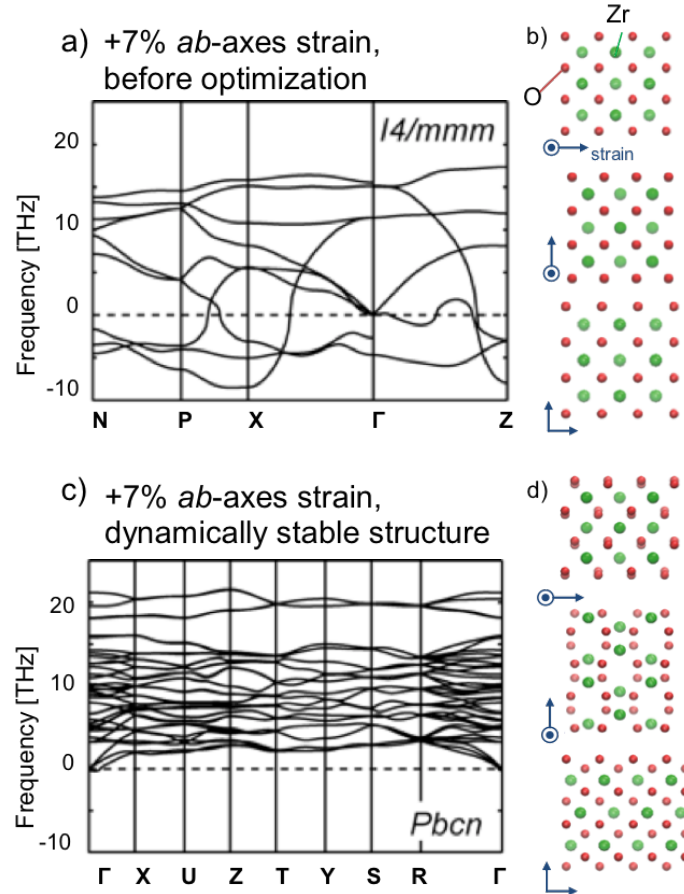 a) +7% ab-axes strain,
before optimization
b)
Zr
O
strain
I4/mmm
Frequency [THz]
20
10
0
-10
N P X Γ Z
c) +7% ab-axes strain,
dynamically stable structure
d)
Frequency [THz]
20
10
0
-10
Pbcn
Γ X U Z T Y S R Γ